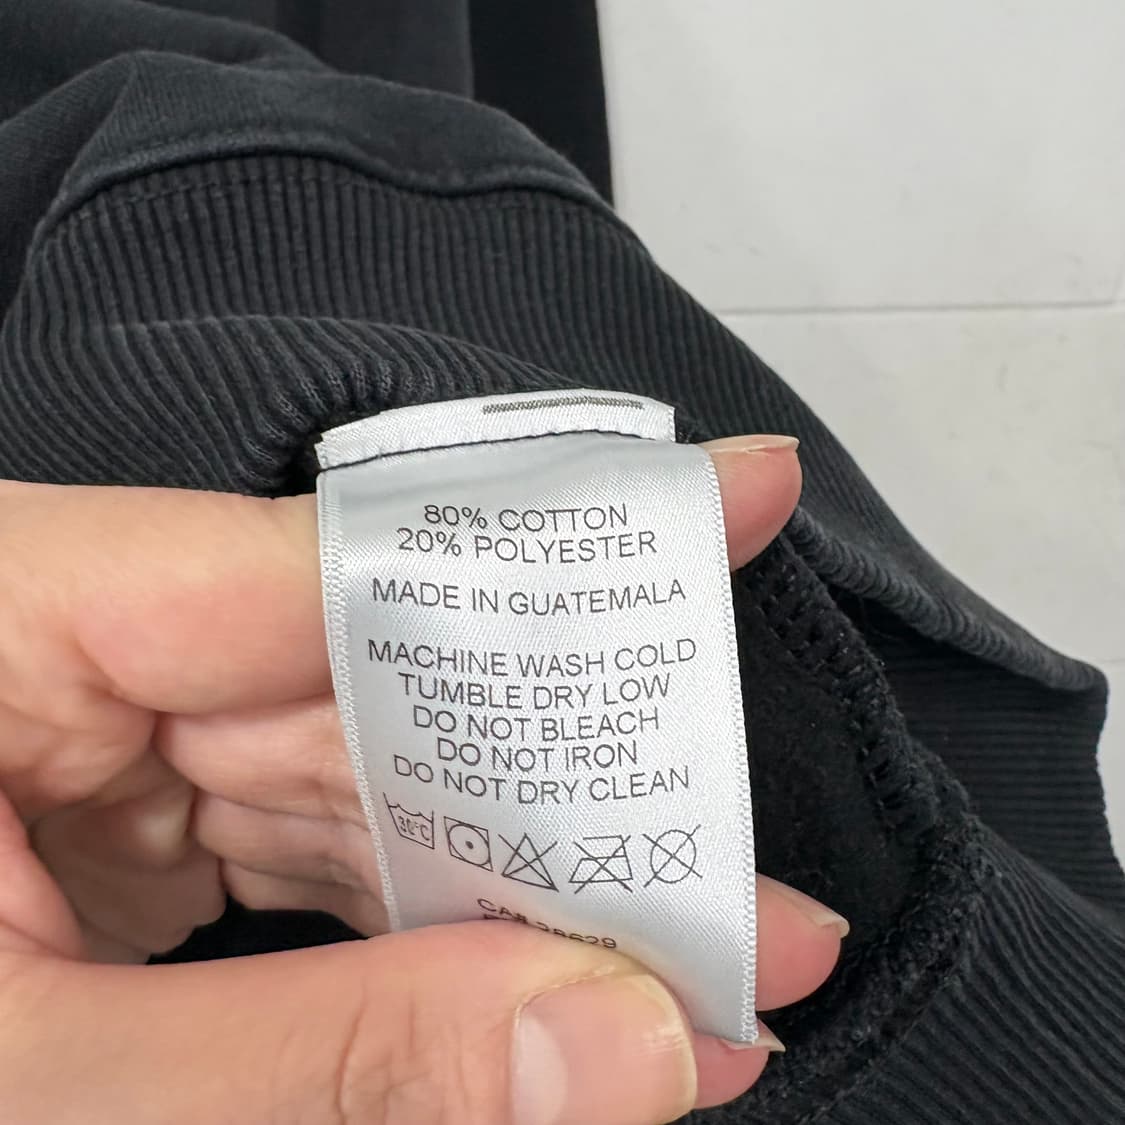 80% COTTON
20% POLYESTER
MADE IN GUATEMALA
MACHINE WASH COLD
TUMBLE DRY LOW
DO NOT BLEACH
DO NOT IRON
DO NOT DRY CLEAN
30°C
CA#